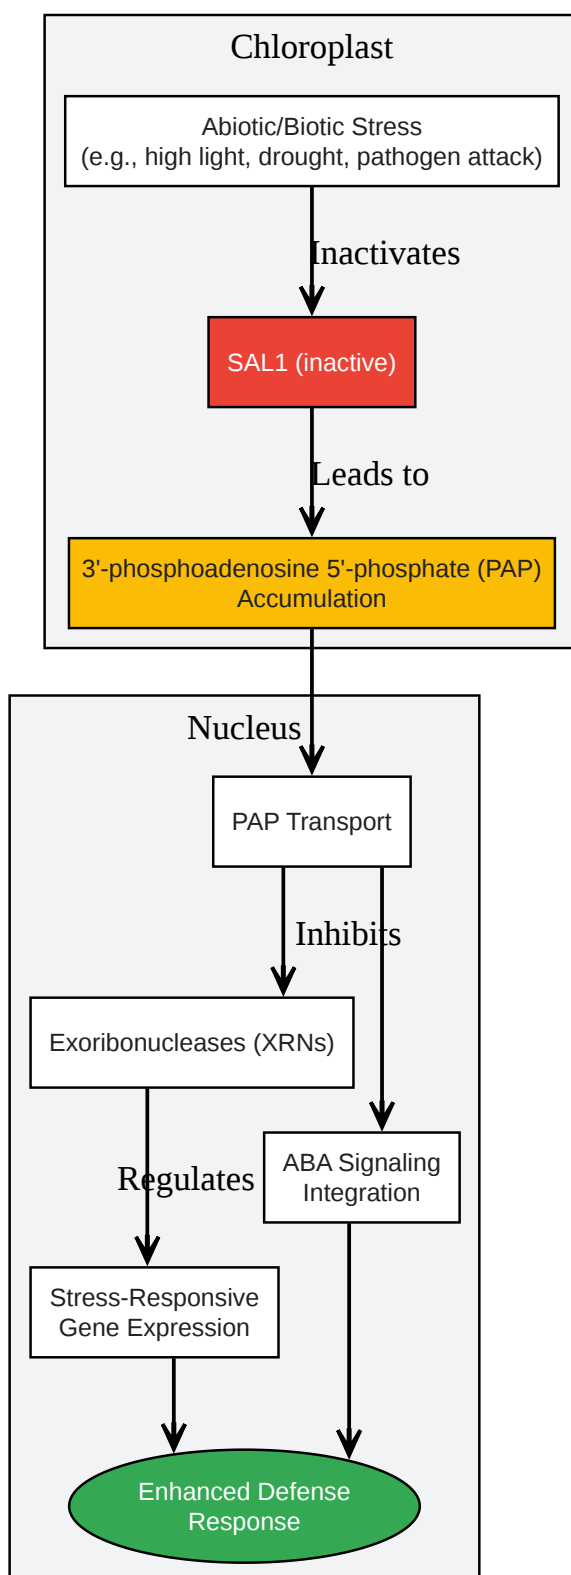 Chloroplast
Abiotic/Biotic Stress
(e.g., high light, drought, pathogen attack)
Inactivates
SAL1 (inactive)
Leads to
3'-phosphoadenosine 5'-phosphate (PAP)
Accumulation
Nucleus
PAP Transport
Inhibits
Exoribonucleases (XRNs)
ABA Signaling
Integration
Regulates
Stress-Responsive
Gene Expression
Enhanced Defense
Response